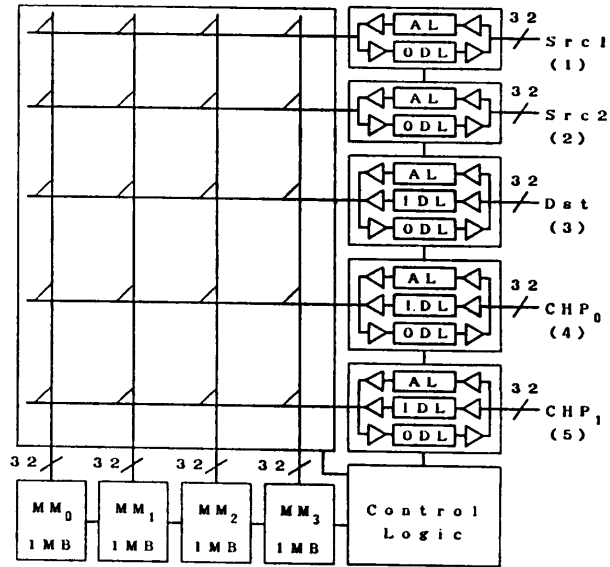 AL
ODL
32
Src1
(1)
AL
ODL
32
Src2
(2)
AL
IDL
ODL
32
Dst
(3)
AL
I.DL
ODL
32
CHP0
(4)
AL
IDL
ODL
32
CHP1
(5)
32
32
32
32
MM0
1MB
MM1
1MB
MM2
1MB
MM3
1MB
Control
Logic